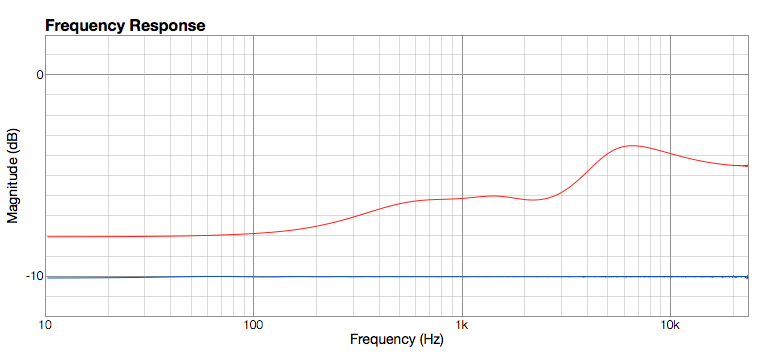 Frequency Response
0
Magnitude (dB)
-10
10
100
1k
10k
Frequency (Hz)